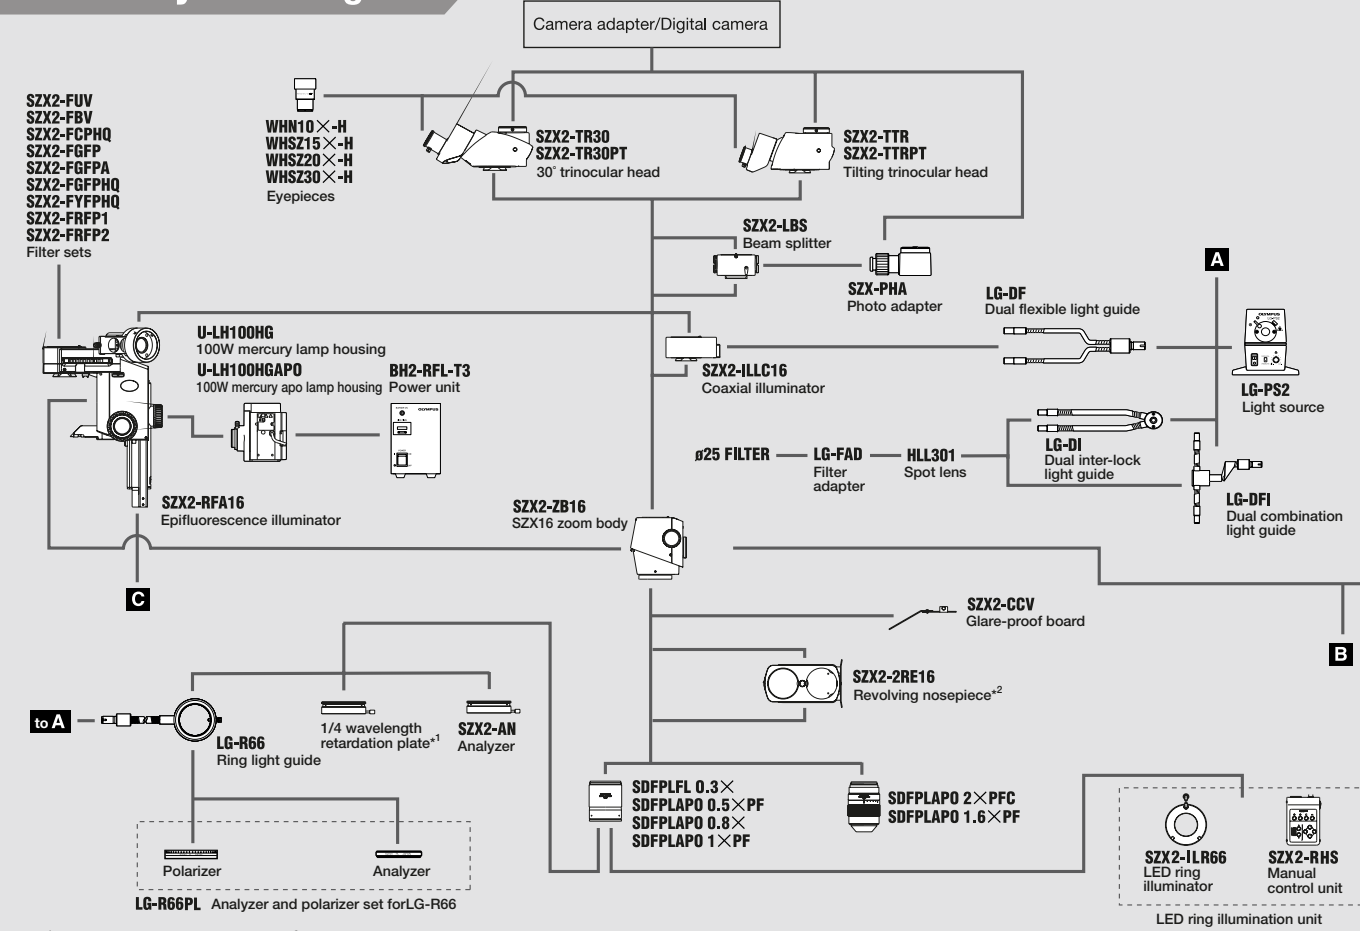 Camera adapter/Digital camera
SZX2-FUV
SZX2-FBV
SZX2-FCPHQ
SZX2-FGFP
SZX2-FGFPA
SZX2-FGFPHQ
SZX2-FYFPHQ
SZX2-FRFP1
SZX2-FRFP2
Filter sets
WHN10×-H
WHSZ15×-H
WHSZ20×-H
WHSZ30×-H
Eyepieces
SZX2-TR30
SZX2-TR30PT
30˚ trinocular head
SZX2-TTR
SZX2-TTRPT
Tilting trinocular head
SZX2-LBS
Beam splitter
SZX-PHA
Photo adapter
A
LG-DF
Dual flexible light guide
OLYMPUS
LG-PS2
Light source
U-LH100HG
100W mercury lamp housing
U-LH100HGAPO
100W mercury apo lamp housing
BH2-RFL-T3
Power unit
OLYMPUS
SZX2-ILLC16
Coaxial illuminator
LG-DI
Dual inter-lock
light guide
ø25 FILTER
LG-FAD
Filter
adapter
HLL301
Spot lens
LG-DFI
Dual combination
light guide
SZX2-RFA16
Epifluorescence illuminator
SZX2-ZB16
SZX16 zoom body
C
B
SZX2-CCV
Glare-proof board
SZX2-2RE16
Revolving nosepiece*2
to A
LG-R66
Ring light guide
1/4 wavelength
retardation plate*1
SZX2-AN
Analyzer
SDFPLFL 0.3×
SDFPLAPO 0.5×PF
SDFPLAPO 0.8×
SDFPLAPO 1×PF
SDFPLAPO 2×PFC
SDFPLAPO 1.6×PF
Polarizer
Analyzer
LG-R66PL Analyzer and polarizer set forLG-R66
SZX2-ILR66
LED ring
illuminator
SZX2-RHS
Manual
control unit
LED ring illumination unit